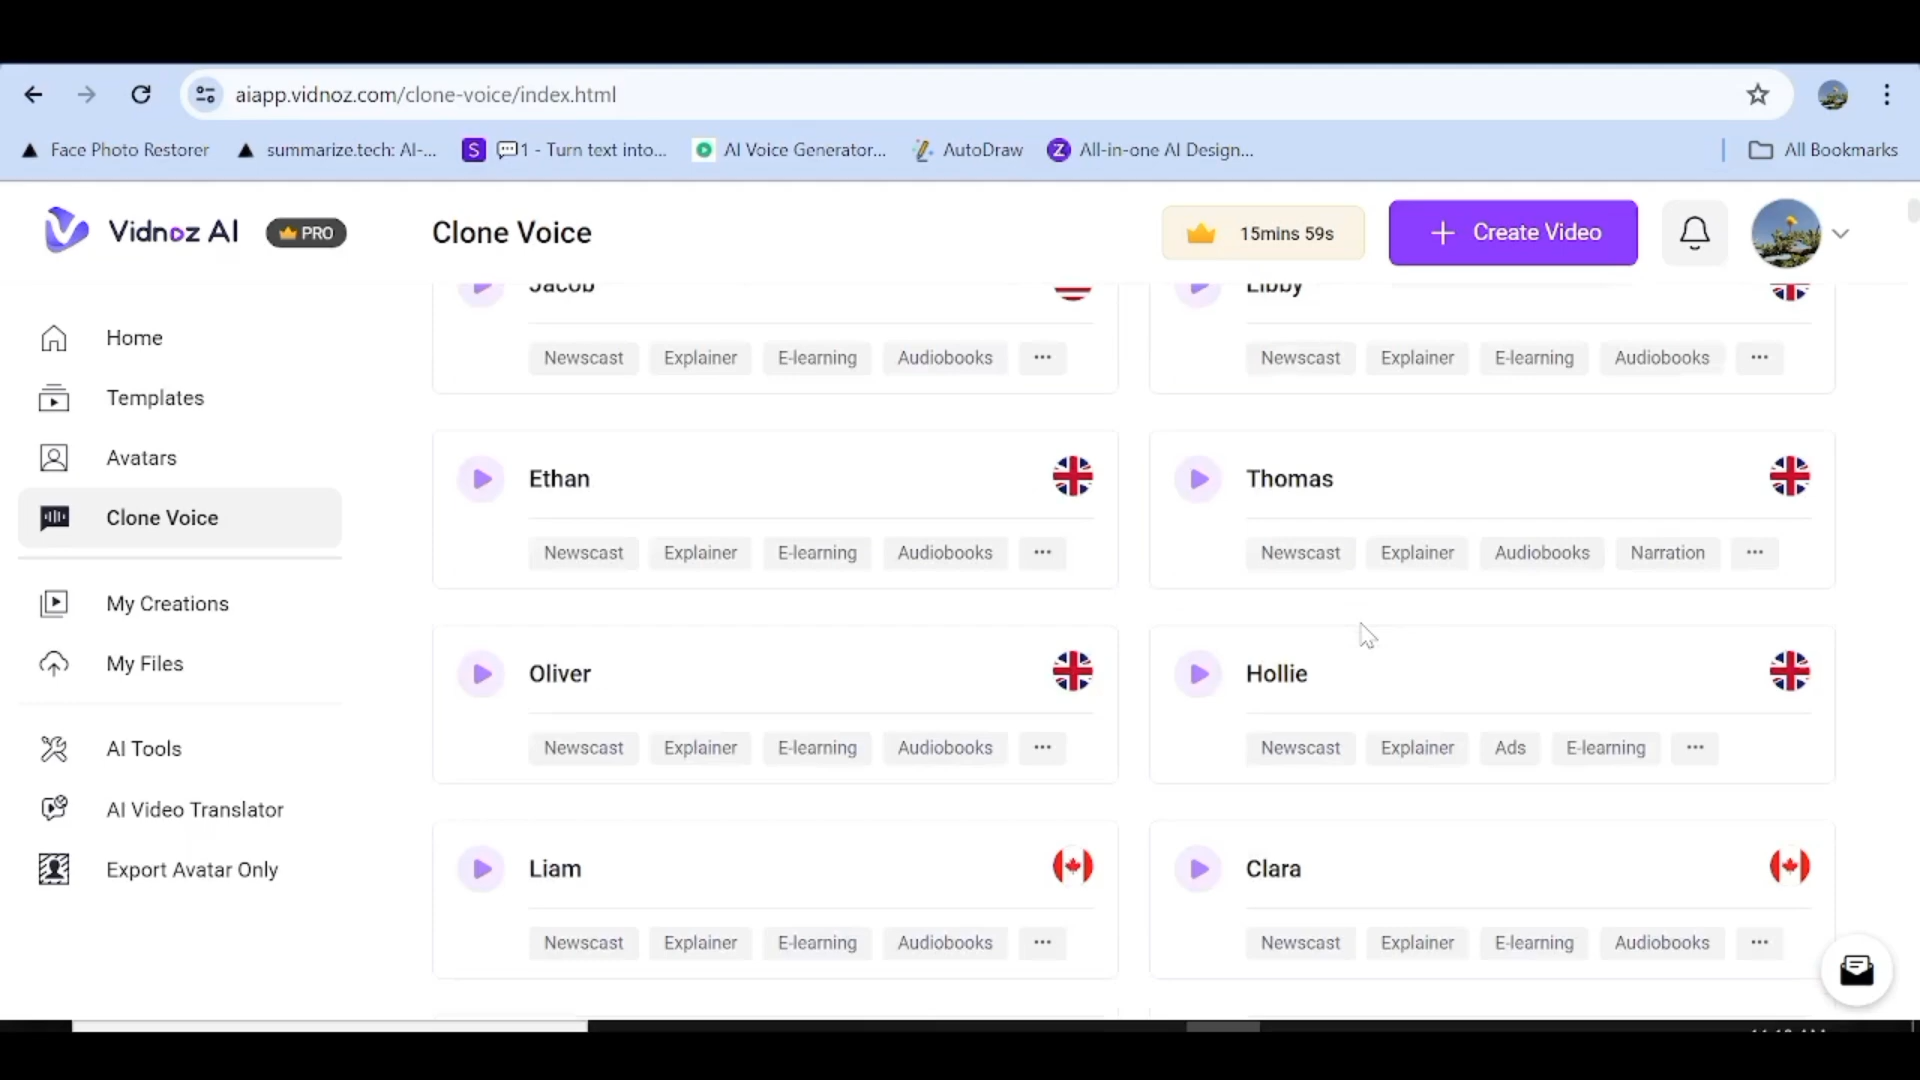 aiapp.vidnoz.com/clone-voice/index.html
Face Photo Restorer
summarize.tech: AI-...
S
1 - Turn text into...
AI Voice Generator...
AutoDraw
Z
All-in-one AI Design...
All Bookmarks
Vidnoz AI
PRO
Clone Voice
15mins 59s
+ Create Video
Home
Templates
Avatars
Clone Voice
My Creations
My Files
AI Tools
AI Video Translator
Export Avatar Only
Jacob
Newscast Explainer E-learning Audiobooks ...
Libby
Newscast Explainer E-learning Audiobooks ...
Ethan
Newscast Explainer E-learning Audiobooks ...
Thomas
Newscast Explainer Audiobooks Narration ...
Oliver
Newscast Explainer E-learning Audiobooks ...
Hollie
Newscast Explainer Ads E-learning ...
Liam
Newscast Explainer E-learning Audiobooks ...
Clara
Newscast Explainer E-learning Audiobooks ...